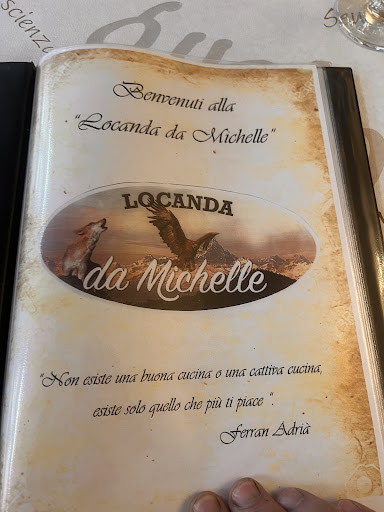 scienza
Benvenuti alla
"Locanda da Michelle"
LOCANDA
da Michelle
"Non esiste una buona cucina o una cattiva cucina,
esiste solo quello che più ti piace".
Ferran Adrià